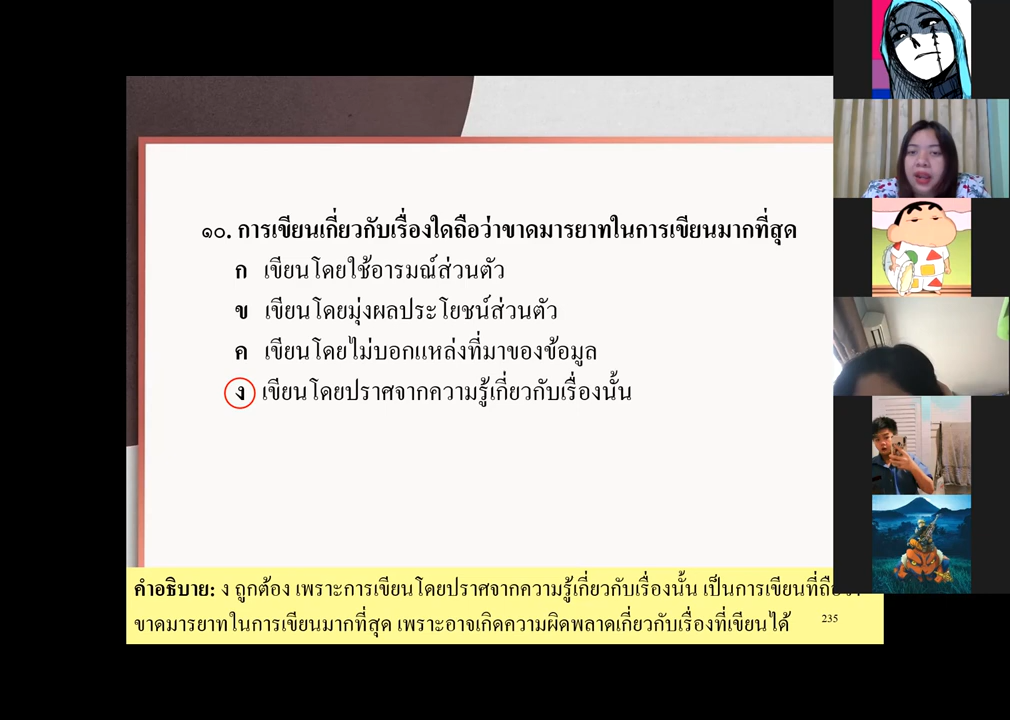 ๑๐. การเขียนเกี่ยวกับเรื่องใดถือว่าขาดมารยาทในการเขียนมากที่สุด
ก เขียนโดยใช้อารมณ์ส่วนตัว
ข เขียนโดยมุ่งผลประโยชน์ส่วนตัว
ค เขียนโดยไม่บอกแหล่งที่มาของข้อมูล
ง เขียนโดยปราศจากความรู้เกี่ยวกับเรื่องนั้น
คำอธิบาย: ง ถูกต้อง เพราะการเขียนโดยปราศจากความรู้เกี่ยวกับเรื่องนั้น เป็นการเขียนที่
ขาดมารยาทในการเขียนมากที่สุด เพราะอาจเกิดความผิดพลาดเกี่ยวกับเรื่องที่เขียนได้ 235